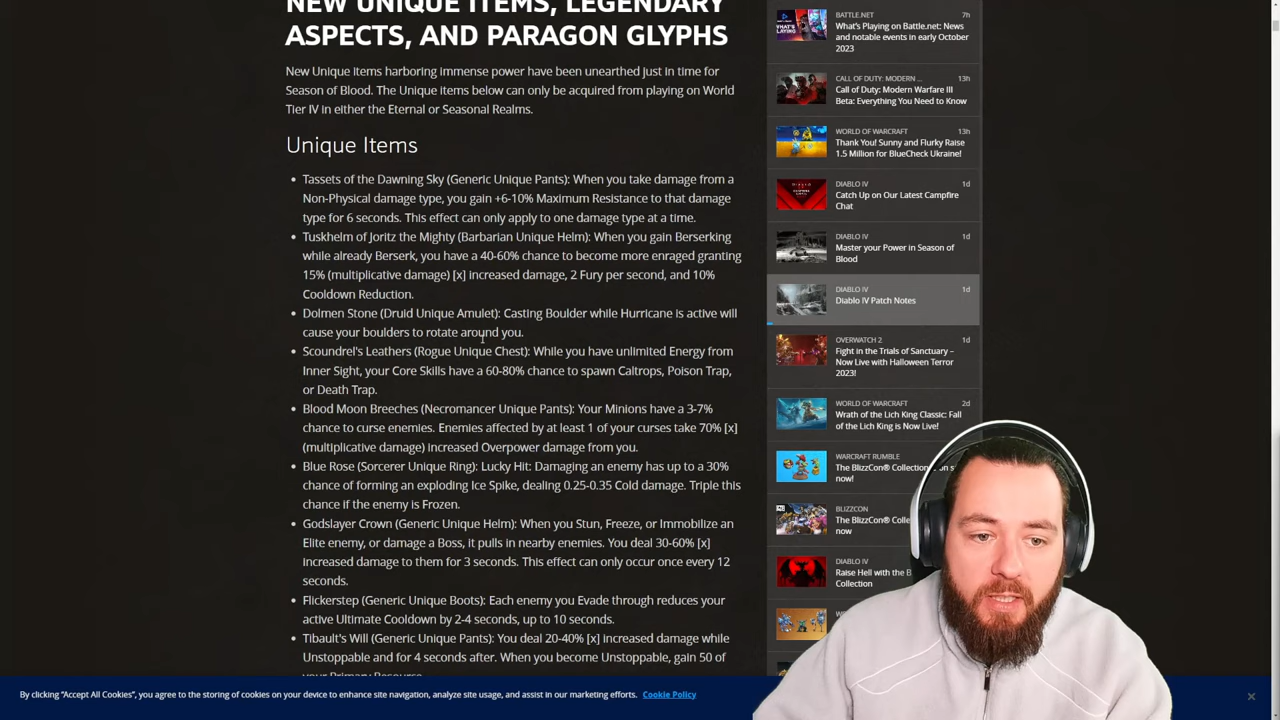 NEW UNIQUE ITEMS, LEGENDARY
ASPECTS, AND PARAGON GLYPHS
New Unique items harboring immense power have been unearthed just in time for
Season of Blood. The Unique items below can only be acquired from playing on World
Tier IV in either the Eternal or Seasonal Realms.
Unique Items
Tassets of the Dawning Sky (Generic Unique Pants): When you take damage from a
Non-Physical damage type, you gain +6-10% Maximum Resistance to that damage
type for 6 seconds. This effect can only apply to one damage type at a time.
Tuskhelm of Joritz the Mighty (Barbarian Unique Helm): When you gain Berserking
while already Berserk, you have a 40-60% chance to become more enraged granting
15% (multiplicative damage) [x] increased damage, 2 Fury per second, and 10%
Cooldown Reduction.
Dolmen Stone (Druid Unique Amulet): Casting Boulder while Hurricane is active will
cause your boulders to rotate around you.
Scoundrel's Leathers (Rogue Unique Chest): While you have unlimited Energy from
Inner Sight, your Core Skills have a 60-80% chance to spawn Caltrops, Poison Trap,
or Death Trap.
Blood Moon Breeches (Necromancer Unique Pants): Your Minions have a 3-7%
chance to curse enemies. Enemies affected by at least 1 of your curses take 70% [x]
(multiplicative damage) increased Overpower damage from you.
Blue Rose (Sorcerer Unique Ring): Lucky Hit: Damaging an enemy has up to a 30%
chance of forming an exploding Ice Spike, dealing 0.25-0.35 Cold damage. Triple this
chance if the enemy is Frozen.
Godslayer Crown (Generic Unique Helm): When you Stun, Freeze, or Immobilize an
Elite enemy, or damage a Boss, it pulls in nearby enemies. You deal 30-60% [x]
increased damage to them for 3 seconds. This effect can only occur once every 12
seconds.
Flickerstep (Generic Unique Boots): Each enemy you Evade through reduces your
active Ultimate Cooldown by 2-4 seconds, up to 10 seconds.
Tibault's Will (Generic Unique Pants): You deal 20-40% [x] increased damage while
Unstoppable and for 4 seconds after. When you become Unstoppable, gain 50 of
your Primary Resource.
BATTLE.NET 7h
What's Playing on Battle.net: News
and notable events in early October
2023
CALL OF DUTY: MODERN ... 13h
Call of Duty: Modern Warfare III
Beta: Everything You Need to Know
WORLD OF WARCRAFT 13h
Thank You! Sunny and Flurky Raise
1.5 Million for BlueCheck Ukraine!
DIABLO IV 1d
Catch Up on Our Latest Campfire
Chat
DIABLO IV 1d
Master your Power in Season of
Blood
DIABLO IV 1d
Diablo IV Patch Notes
OVERWATCH 2 1d
Fight in the Trials of Sanctuary –
Now Live with Halloween Terror
2023!
WORLD OF WARCRAFT 2d
Wrath of the Lich King Classic: Fall
of the Lich King is Now Live!
WARCRAFT RUMBLE
The BlizzCon® Collection
now!
BLIZZCON
The BlizzCon®
now
DIABLO IV
Raise Hell with the
Collection
By clicking "Accept All Cookies", you agree to the storing of cookies on your device to enhance site navigation, analyze site usage, and assist in our marketing efforts. Cookie Policy